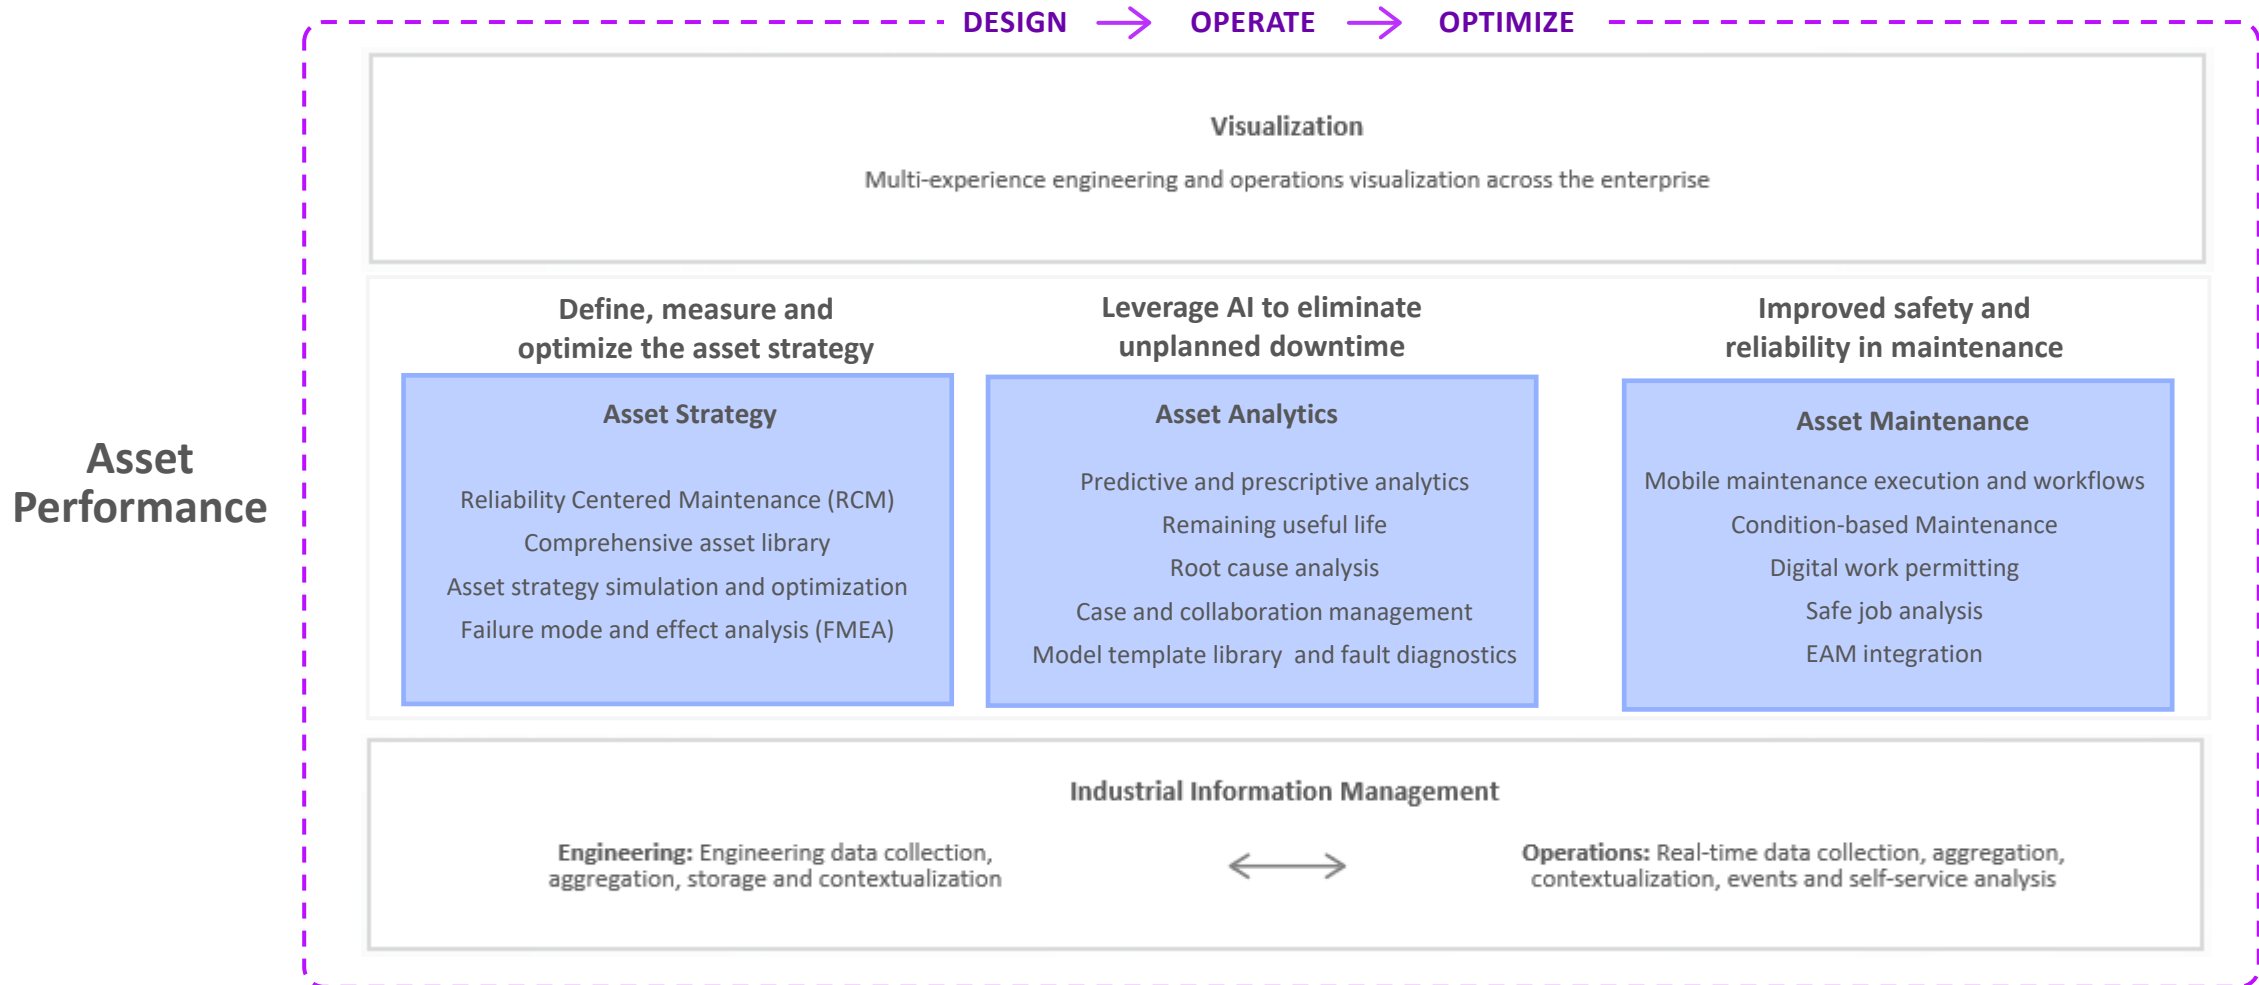 DESIGN OPERATE OPTIMIZE
Visualization
Multi-experience engineering and operations visualization across the enterprise
Asset
Performance
Define, measure and
optimize the asset strategy
Asset Strategy
Reliability Centered Maintenance (RCM)
Comprehensive asset library
Asset strategy simulation and optimization
Failure mode and effect analysis (FMEA)
Leverage AI to eliminate
unplanned downtime
Asset Analytics
Predictive and prescriptive analytics
Remaining useful life
Root cause analysis
Case and collaboration management
Model template library and fault diagnostics
Improved safety and
reliability in maintenance
Asset Maintenance
Mobile maintenance execution and workflows
Condition-based Maintenance
Digital work permitting
Safe job analysis
EAM integration
Industrial Information Management
Engineering: Engineering data collection,
aggregation, storage and contextualization
Operations: Real-time data collection, aggregation,
contextualization, events and self-service analysis